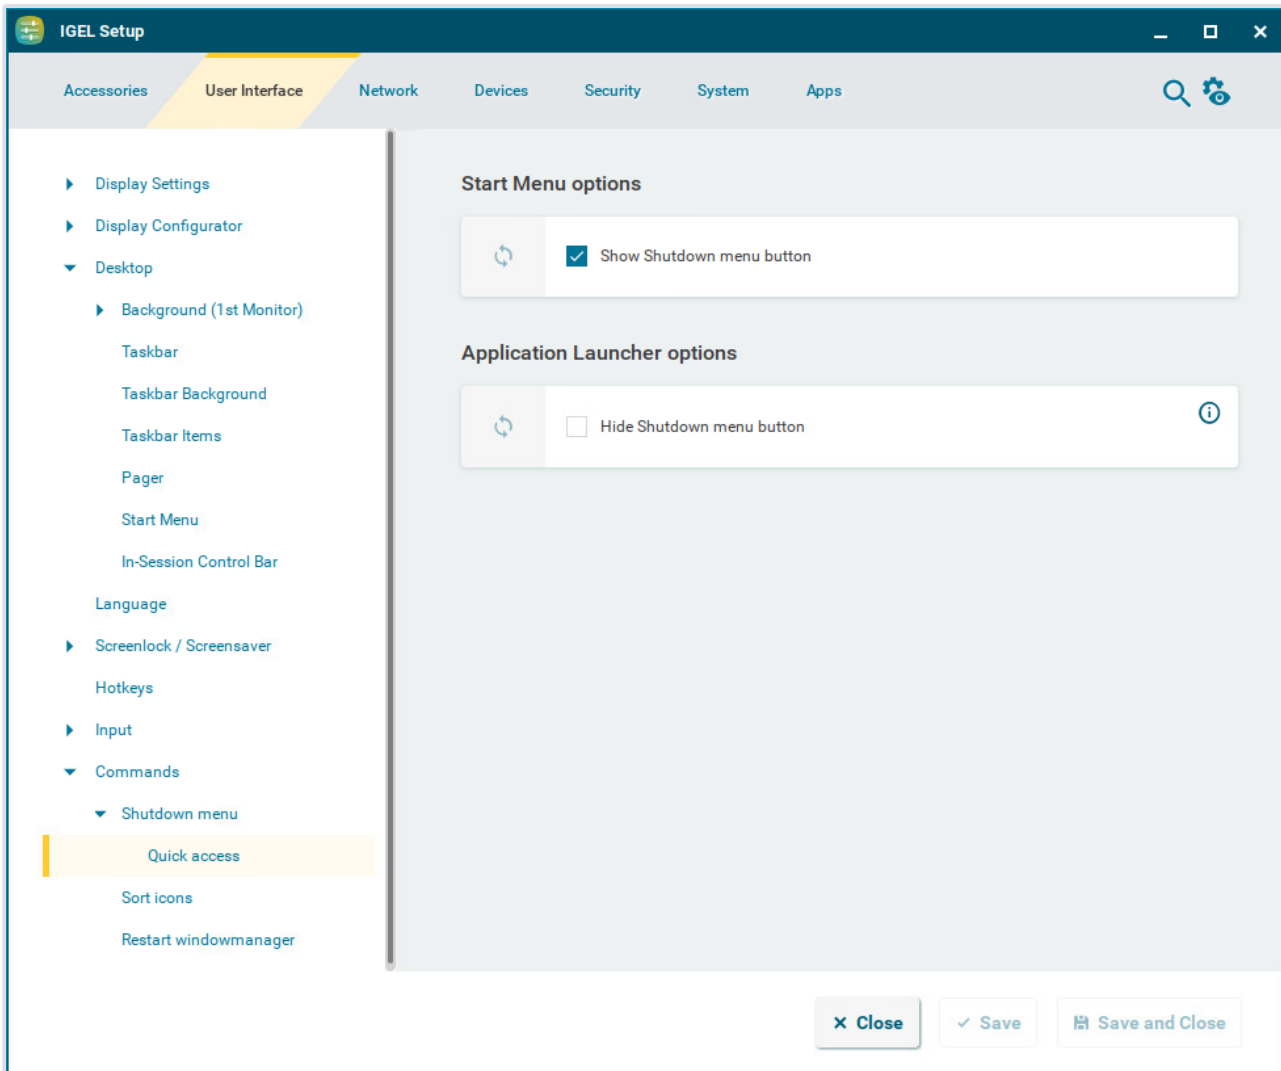 IGEL Setup
Accessories
User Interface
Network
Devices
Security
System
Apps
Display Settings
Display Configurator
Desktop
Background (1st Monitor)
Taskbar
Taskbar Background
Taskbar Items
Pager
Start Menu
In-Session Control Bar
Language
Screenlock / Screensaver
Hotkeys
Input
Commands
Shutdown menu
Quick access
Sort icons
Restart windowmanager
Start Menu options
Show Shutdown menu button
Application Launcher options
Hide Shutdown menu button
Close
Save
Save and Close